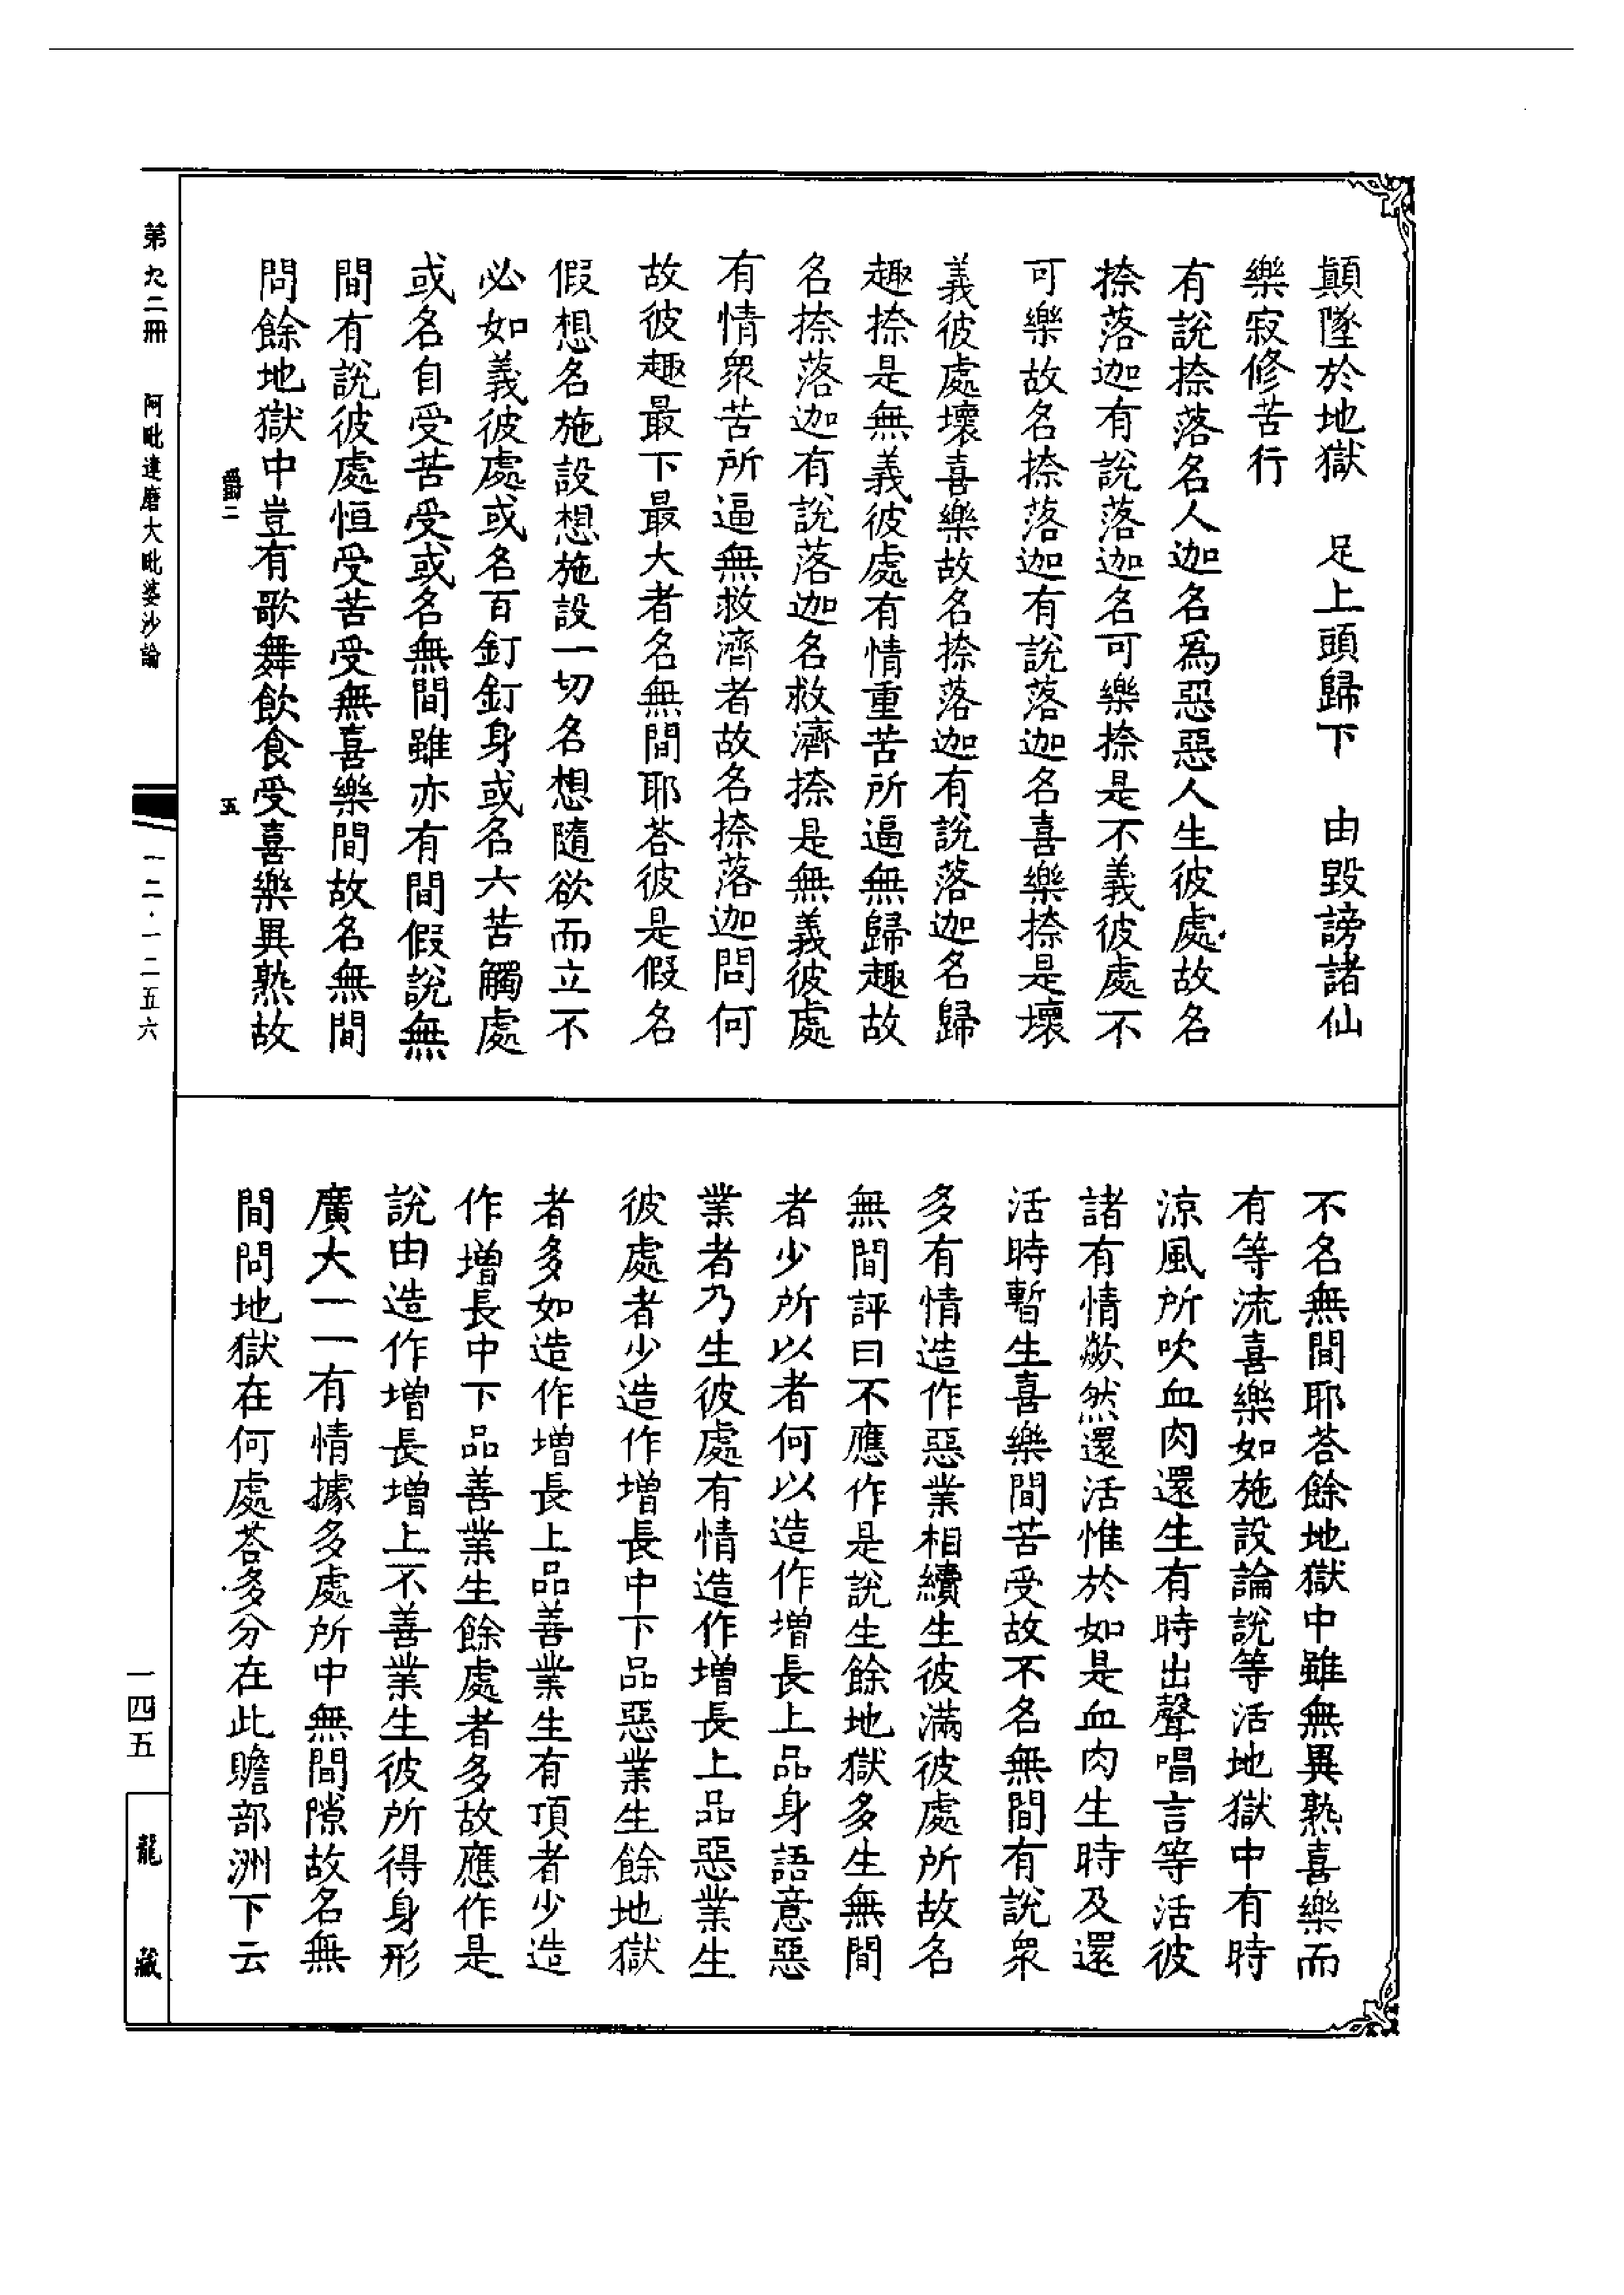 顛墜於地獄　足上頭歸下　由毀謗諸仙
樂寂修苦行
有說捺落名人迦名爲惡惡人生彼處故名
捺落迦有說落迦名可樂捺是不義彼處不
可樂故名捺落迦有說落迦名喜樂捺是壞
義彼處壞喜樂故名捺落迦有說落迦名歸
趣捺是無義彼處有情重苦所逼無歸趣故
名捺落迦有說落迦名救濟捺是無義彼處
有情衆苦所逼無救濟者故名捺落迦問何
故彼趣最下最大者名無間耶荅彼是假名
假想名施設想施設一切名想隨欲而立不
必如義彼處或名百釘釘身或名六苦觸處
或名自受苦受或名無間雖亦有間假說無
間有說彼處恒受苦受無喜樂間故名無間
問餘地獄中豈有歌舞飲食受喜樂異熟故
爵二　五
不名無間耶荅餘地獄中雖無異熟喜樂而
有等流喜樂如施設論說等活地獄中有時
涼風所吹血肉還生有時出聲唱言等活彼
諸有情歘然還活惟於如是血肉生時及還
活時暫生喜樂間苦受故不名無間有說衆
多有情造作惡業相續生彼滿彼處所故名
無間評曰不應作是說生餘地獄多生無間
者少所以者何以造作增長上品身語意惡
業者乃生彼處有情造作增長上品惡業生
彼處者少造作增長中下品惡業生餘地獄
者多如造作增長上品善業生有頂者少造
作增長中下品善業生餘處者多故應作是
說由造作增長增上不善業生彼所得身形
廣大一一有情據多處所中無間隙故名無
間問地獄在何處荅多分在此贍部洲下云
第九二冊　阿毗達磨大毗婆沙論
一二·一二五六
一四五
龍藏